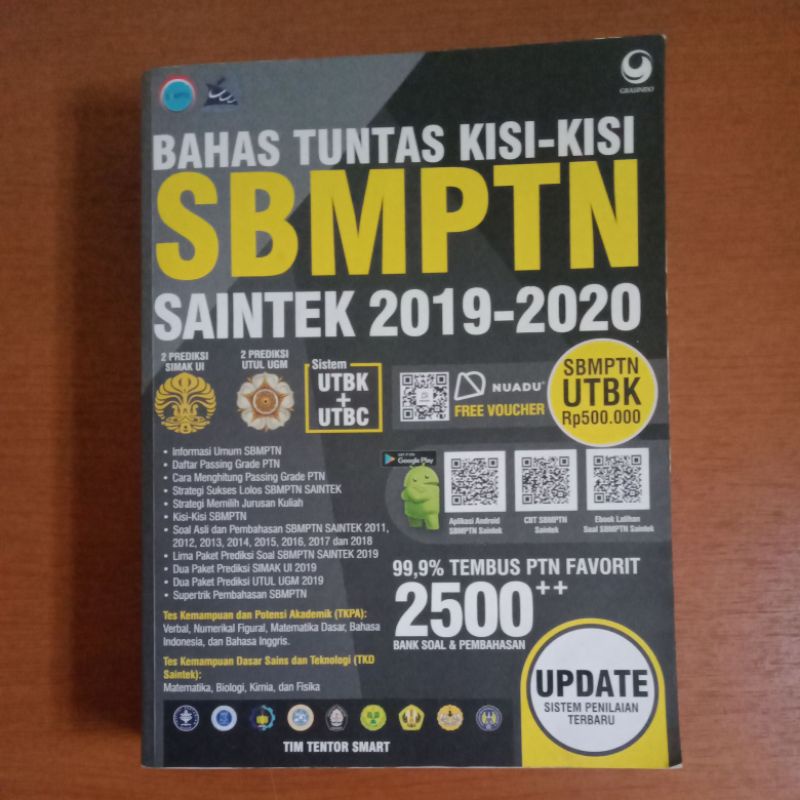 GRASINDO
BAHAS TUNTAS KISI-KISI
SBMPTN
SAINTEK 2019-2020
2 PREDIKSI
SIMAK UI
2 PREDIKSI
UTUL UGM
Sistem
UTBK
+
UTBC
NUADU
FREE VOUCHER
SBMPTN
UTBK
Rp500.000
• Informasi Umum SBMPTN
• Daftar Passing Grade PTN
• Cara Menghitung Passing Grade PTN
• Strategi Sukses Lolos SBMPTN SAINTEK
• Strategi Memilih Jurusan Kuliah
• Kisi-Kisi SBMPTN
• Soal Asli dan Pembahasan SBMPTN SAINTEK 2011,
2012, 2013, 2014, 2015, 2016, 2017 dan 2018
• Lima Paket Prediksi Soal SBMPTN SAINTEK 2019
• Dua Paket Prediksi SIMAK UI 2019
• Dua Paket Prediksi UTUL UGM 2019
• Supertrik Pembahasan SBMPTN
Google Play
Aplikasi Android
SBMPTN Saintek
CBT SBMPTN
Saintek
Ebook Latihan
Soal SBMPTN Saintek
99,9% TEMBUS PTN FAVORIT
2500++
BANK SOAL & PEMBAHASAN
Tes Kemampuan dan Potensi Akademik (TKPA):
Verbal, Numerikal Figural, Matematika Dasar, Bahasa
Indonesia, dan Bahasa Inggris.
Tes Kemampuan Dasar Sains dan Teknologi (TKD
Saintek):
Matematika, Biologi, Kimia, dan Fisika
UPDATE
SISTEM PENILAIAN
TERBARU
TIM TENTOR SMART